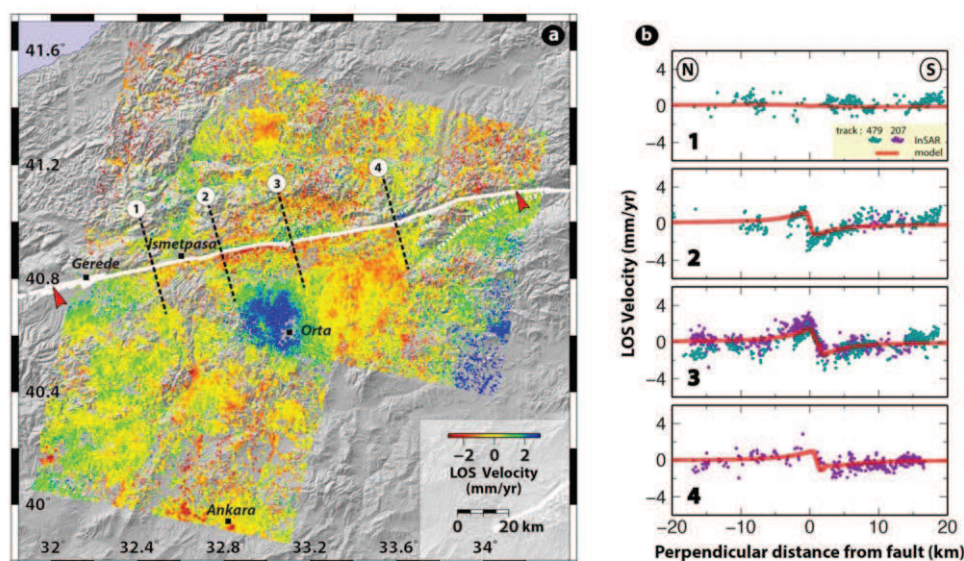 a
41.6°
41.2°
40.8°
40.4
40°
32
32.4
32.8
33.2
33.6
34°
1
2
3
4
Ismetpasa
Gerede
Orta
Ankara
−2 0 2
LOS Velocity
(mm/yr)
0 20 km
b
N
S
LOS Velocity (mm/yr)
4
0
−4
1
track : 479 207
InSAR
model
4
0
−4
2
4
0
−4
3
4
0
−4
4
−20 −10 0 10 20
Perpendicular distance from fault (km)